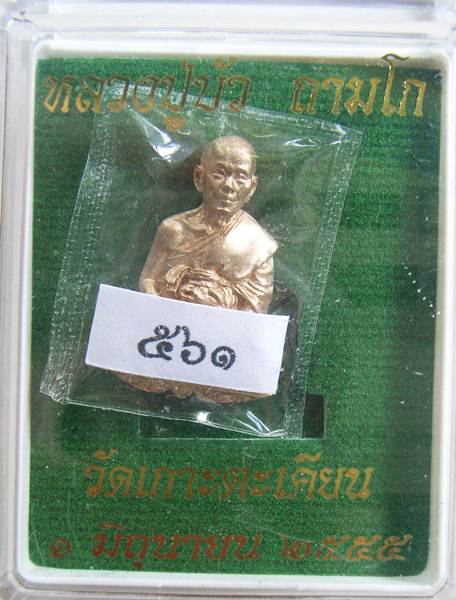 หลวงปู่บัว ถามโก
๕๖๑
วัดเกาะตะเคียน
๑ มิถุนายน ๒๕๕๕